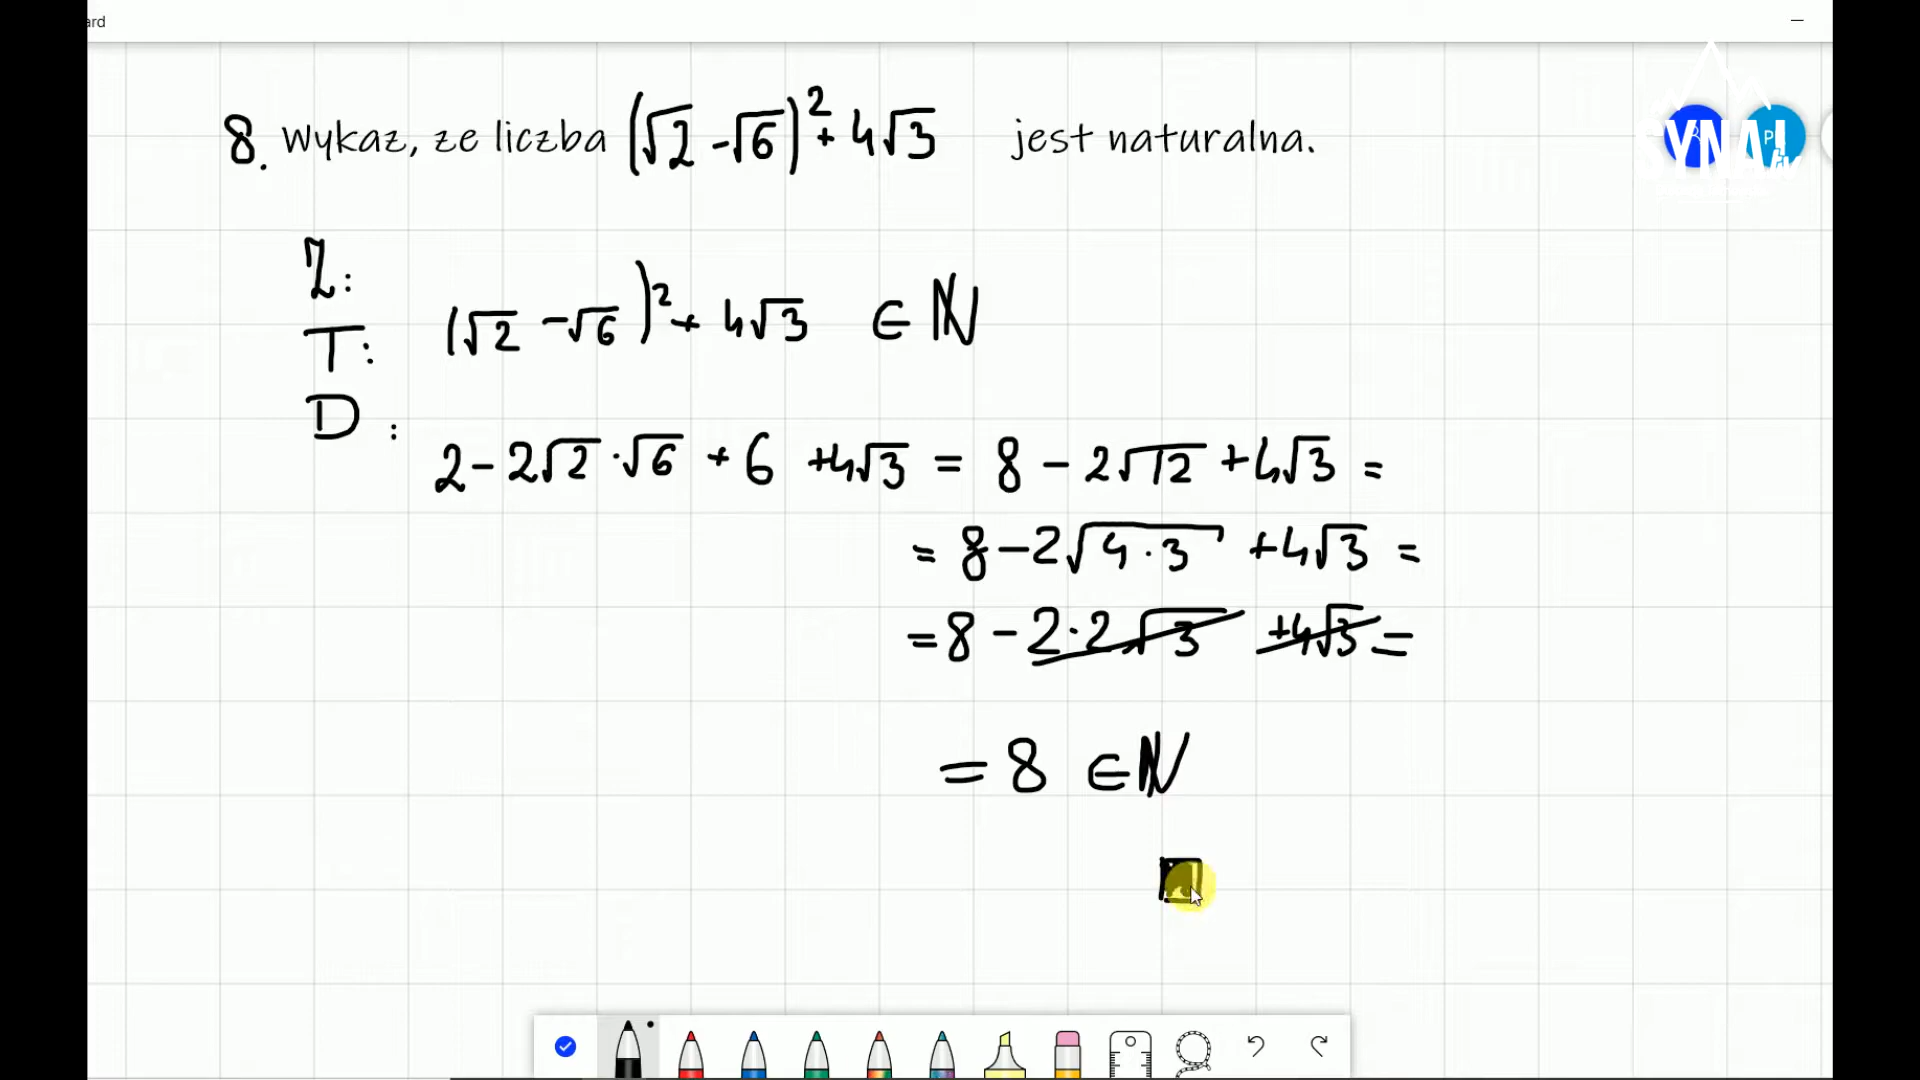 ard
8. Wykaż, że liczba (√2 - √6)² + 4√3 jest naturalna.
Z:
T: (√2 - √6)² + 4√3 ∈ ℕ
D: 2 - 2√2 · √6 + 6 + 4√3 = 8 - 2√12 + 4√3 =
= 8 - 2√4 · 3 + 4√3 =
= 8 - 2 · 2√3 + 4√3 =
= 8 ∈ ℕ